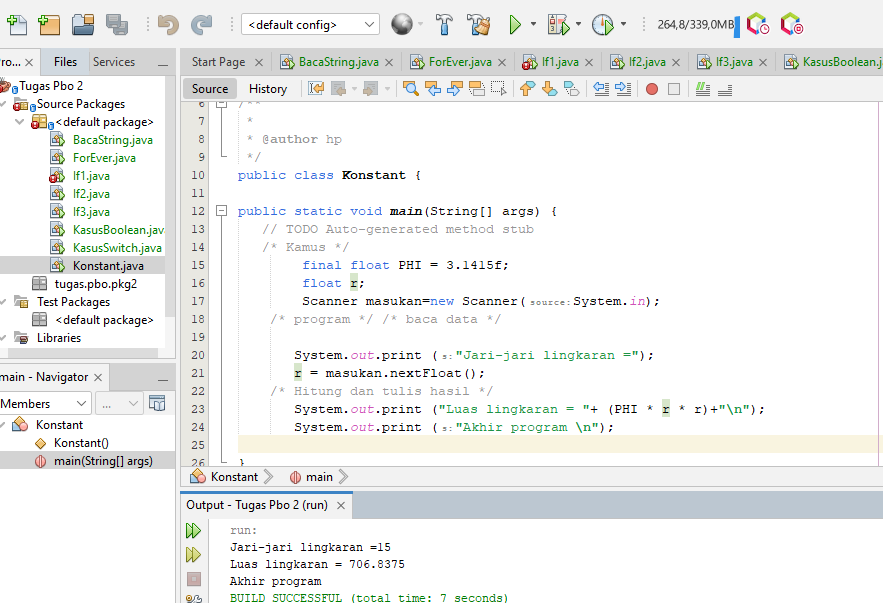 <default config>
264,8/339,0MB
ro...
Files
Services
Start Page
BacaString.java
ForEver.java
If1.java
If2.java
If3.java
KasusBoolean.j
Source
History
Tugas Pbo 2
Source Packages
<default package>
BacaString.java
ForEver.java
If1.java
If2.java
If3.java
KasusBoolean.jav
KasusSwitch.java
Konstant.java
tugas.pbo.pkg2
Test Packages
<default package>
Libraries
main - Navigator
Members
...
Konstant
Konstant()
main(String[] args)
6 /**
7 *
8 * @author hp
9 */
10 public class Konstant {
11
12 public static void main(String[] args) {
13 // TODO Auto-generated method stub
14 /* Kamus */
15 final float PHI = 3.1415f;
16 float r;
17 Scanner masukan=new Scanner(source:System.in);
18 /* program */ /* baca data */
19
20 System.out.print (s:"Jari-jari lingkaran =");
21 r = masukan.nextFloat();
22 /* Hitung dan tulis hasil */
23 System.out.print ("Luas lingkaran = "+ (PHI * r * r)+"\n");
24 System.out.print (s:"Akhir program \n");
25
26 }
Konstant
main
Output - Tugas Pbo 2 (run)
run:
Jari-jari lingkaran =15
Luas lingkaran = 706.8375
Akhir program
BUILD SUCCESSFUL (total time: 7 seconds)